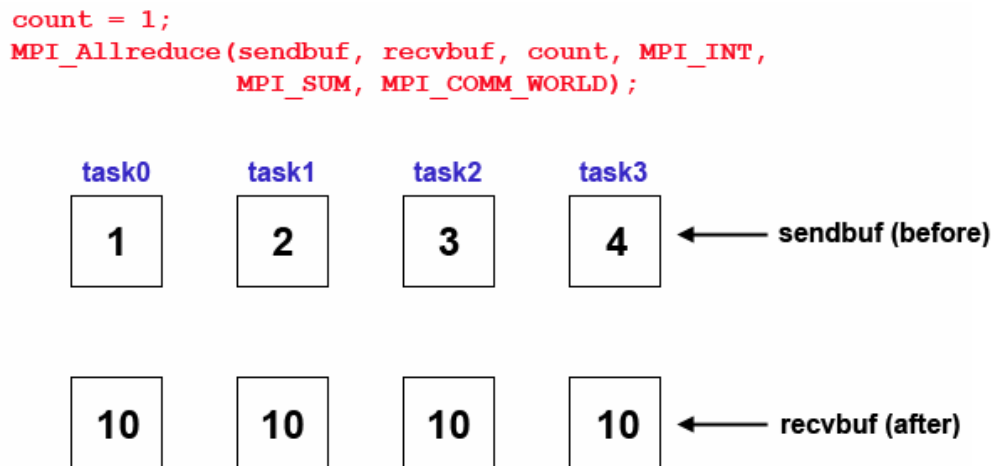 count = 1;
MPI_Allreduce(sendbuf, recvbuf, count, MPI_INT,
MPI_SUM, MPI_COMM_WORLD);
task0 task1 task2 task3
1 2 3 4 sendbuf (before)
10 10 10 10 recvbuf (after)